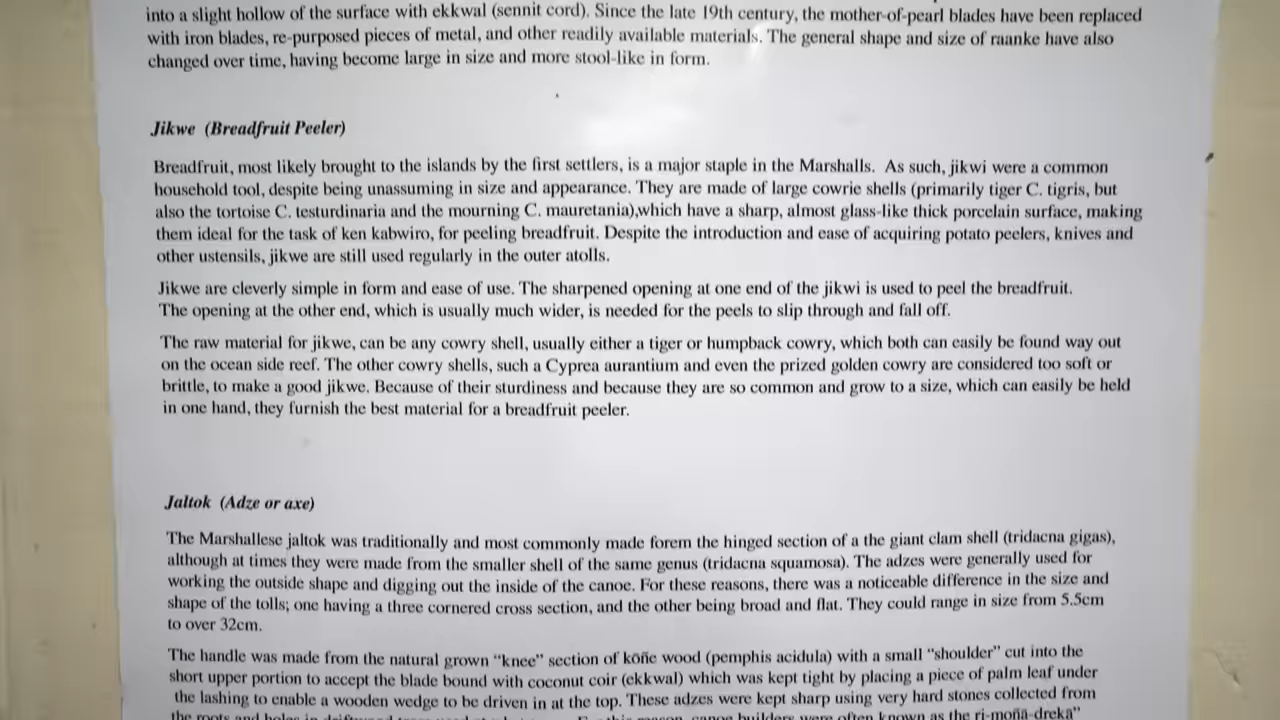 into a slight hollow of the surface with ekkwal (sennit cord). Since the late 19th century, the mother-of-pearl blades have been replaced
with iron blades, re-purposed pieces of metal, and other readily available materials. The general shape and size of raanke have also
changed over time, having become large in size and more stool-like in form.
Jikwe (Breadfruit Peeler)
Breadfruit, most likely brought to the islands by the first settlers, is a major staple in the Marshalls. As such, jikwi were a common
household tool, despite being unassuming in size and appearance. They are made of large cowrie shells (primarily tiger C. tigris, but
also the tortoise C. testurdinaria and the mourning C. mauretania),which have a sharp, almost glass-like thick porcelain surface, making
them ideal for the task of ken kabwiro, for peeling breadfruit. Despite the introduction and ease of acquiring potato peelers, knives and
other ustensils, jikwe are still used regularly in the outer atolls.
Jikwe are cleverly simple in form and ease of use. The sharpened opening at one end of the jikwi is used to peel the breadfruit.
The opening at the other end, which is usually much wider, is needed for the peels to slip through and fall off.
The raw material for jikwe, can be any cowry shell, usually either a tiger or humpback cowry, which both can easily be found way out
on the ocean side reef. The other cowry shells, such a Cyprea aurantium and even the prized golden cowry are considered too soft or
brittle, to make a good jikwe. Because of their sturdiness and because they are so common and grow to a size, which can easily be held
in one hand, they furnish the best material for a breadfruit peeler.
Jaltok (Adze or axe)
The Marshallese jaltok was traditionally and most commonly made forem the hinged section of a the giant clam shell (tridacna gigas),
although at times they were made from the smaller shell of the same genus (tridacna squamosa). The adzes were generally used for
working the outside shape and digging out the inside of the canoe. For these reasons, there was a noticeable difference in the size and
shape of the tolls; one having a three cornered cross section, and the other being broad and flat. They could range in size from 5.5cm
to over 32cm.
The handle was made from the natural grown “knee” section of kōñe wood (pemphis acidula) with a small “shoulder” cut into the
short upper portion to accept the blade bound with coconut coir (ekkwal) which was kept tight by placing a piece of palm leaf under
the lashing to enable a wooden wedge to be driven in at the top. These adzes were kept sharp using very hard stones collected from
the roots and holes in canoe builders were often known as the ri-moña-dreka”